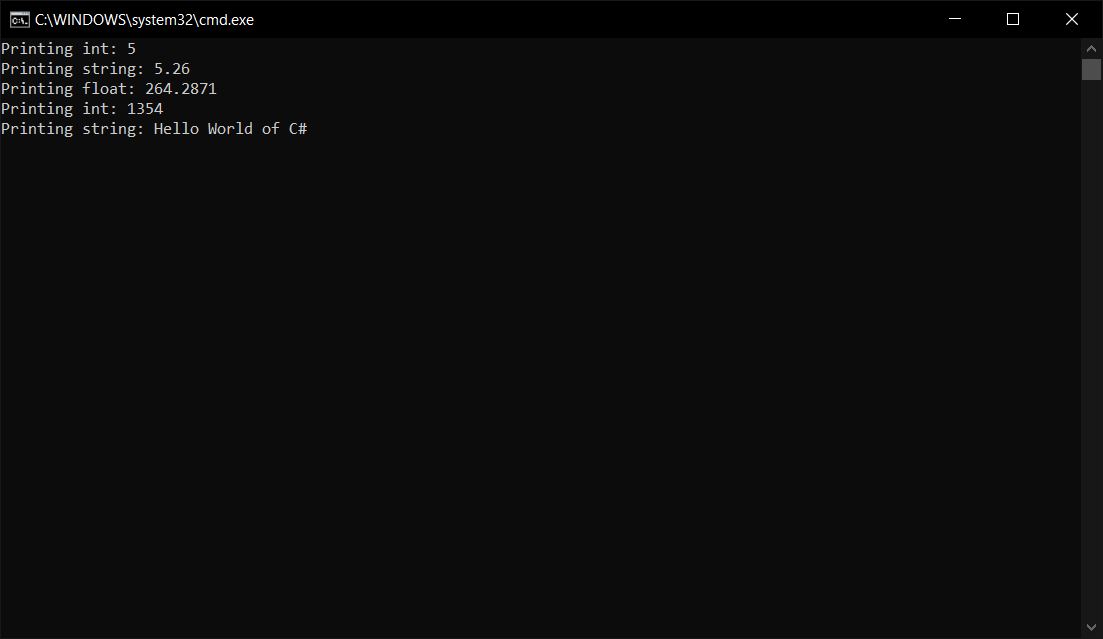 C:\WINDOWS\system32\cmd.exe
Printing int: 5
Printing string: 5.26
Printing float: 264.2871
Printing int: 1354
Printing string: Hello World of C#